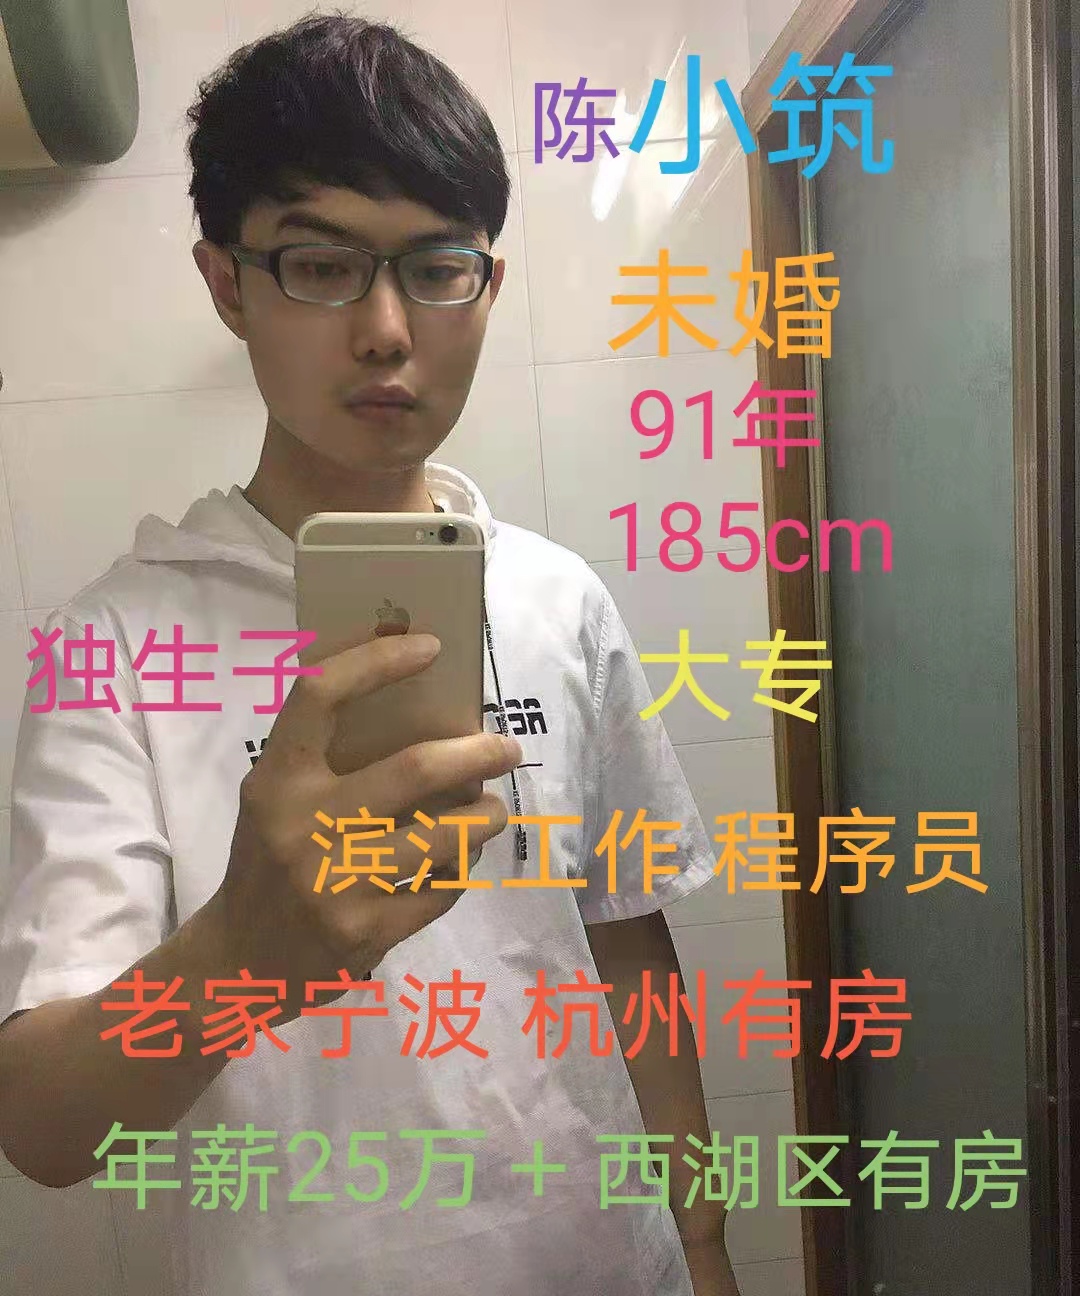 陈小筑
未婚
91年
185cm
独生子 大专
滨江工作 程序员
老家宁波 杭州有房
年薪25万+西湖区有房